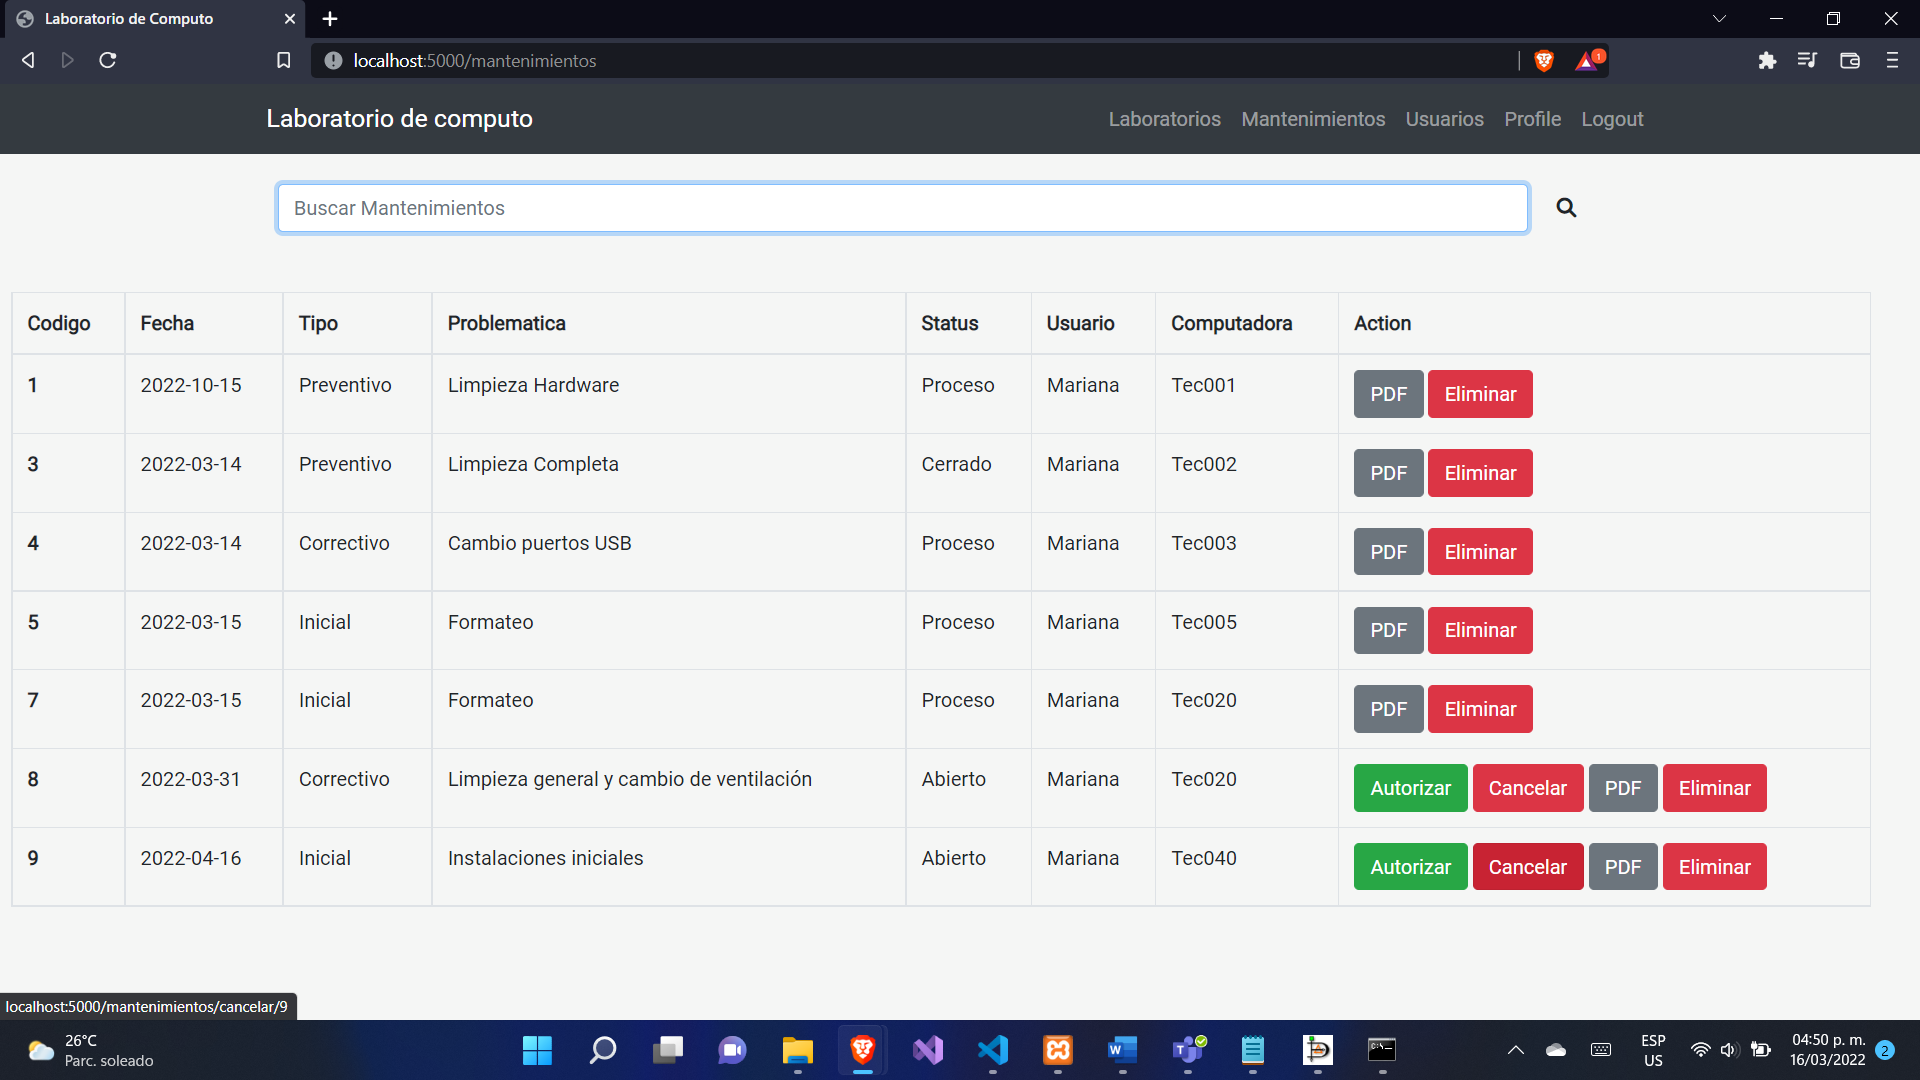 Laboratorio de Computo
localhost:5000/mantenimientos
1
Laboratorio de computo
Laboratorios Mantenimientos Usuarios Profile Logout
Buscar Mantenimientos
Codigo Fecha Tipo Problematica Status Usuario Computadora Action
1 2022-10-15 Preventivo Limpieza Hardware Proceso Mariana Tec001 PDF Eliminar
3 2022-03-14 Preventivo Limpieza Completa Cerrado Mariana Tec002 PDF Eliminar
4 2022-03-14 Correctivo Cambio puertos USB Proceso Mariana Tec003 PDF Eliminar
5 2022-03-15 Inicial Formateo Proceso Mariana Tec005 PDF Eliminar
7 2022-03-15 Inicial Formateo Proceso Mariana Tec020 PDF Eliminar
8 2022-03-31 Correctivo Limpieza general y cambio de ventilación Abierto Mariana Tec020 Autorizar Cancelar PDF Eliminar
9 2022-04-16 Inicial Instalaciones iniciales Abierto Mariana Tec040 Autorizar Cancelar PDF Eliminar
localhost:5000/mantenimientos/cancelar/9
26°C
Parc. soleado
ESP
US
04:50 p. m.
16/03/2022
2